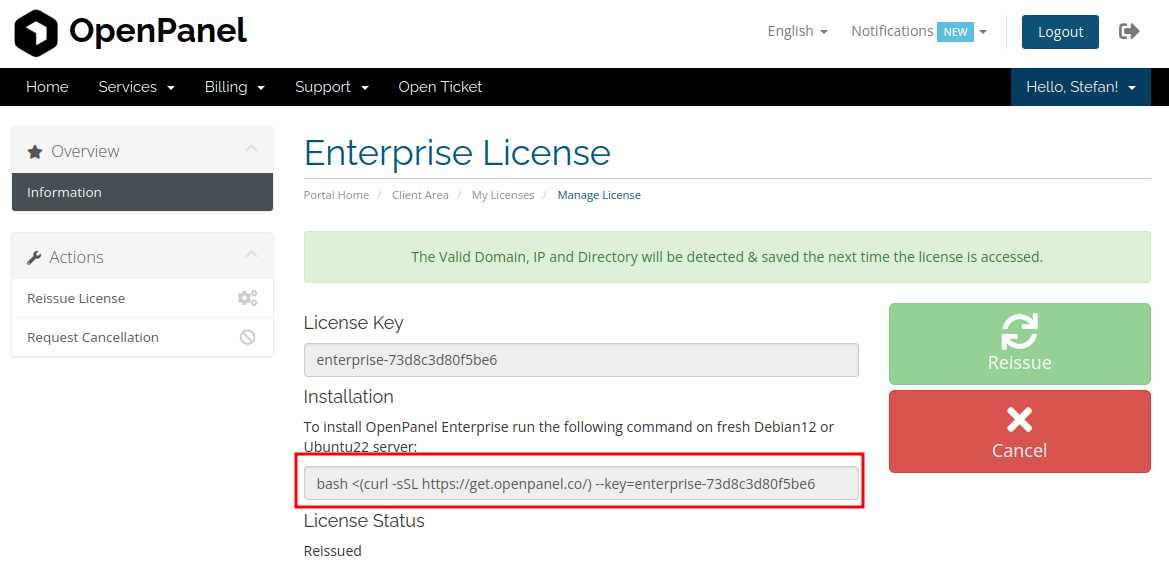 OpenPanel
English
Notifications NEW
Logout
Home
Services
Billing
Support
Open Ticket
Hello, Stefan!
Overview
Information
Actions
Reissue License
Request Cancellation
Enterprise License
Portal Home / Client Area / My Licenses / Manage License
The Valid Domain, IP and Directory will be detected & saved the next time the license is accessed.
License Key
enterprise-73d8c3d80f5be6
Installation
To install OpenPanel Enterprise run the following command on fresh Debian12 or
Ubuntu22 server:
bash <(curl -sSL https://get.openpanel.co/) --key=enterprise-73d8c3d80f5be6
License Status
Reissued
Reissue
Cancel